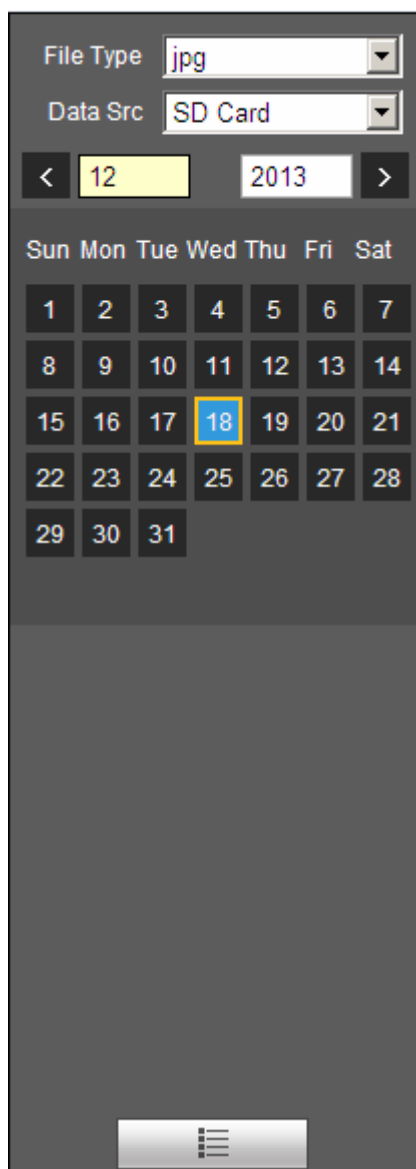 File Type jpg
Data Src SD Card
< 12 2013 >
Sun Mon Tue Wed Thu Fri Sat
1 2 3 4 5 6 7
8 9 10 11 12 13 14
15 16 17 18 19 20 21
22 23 24 25 26 27 28
29 30 31